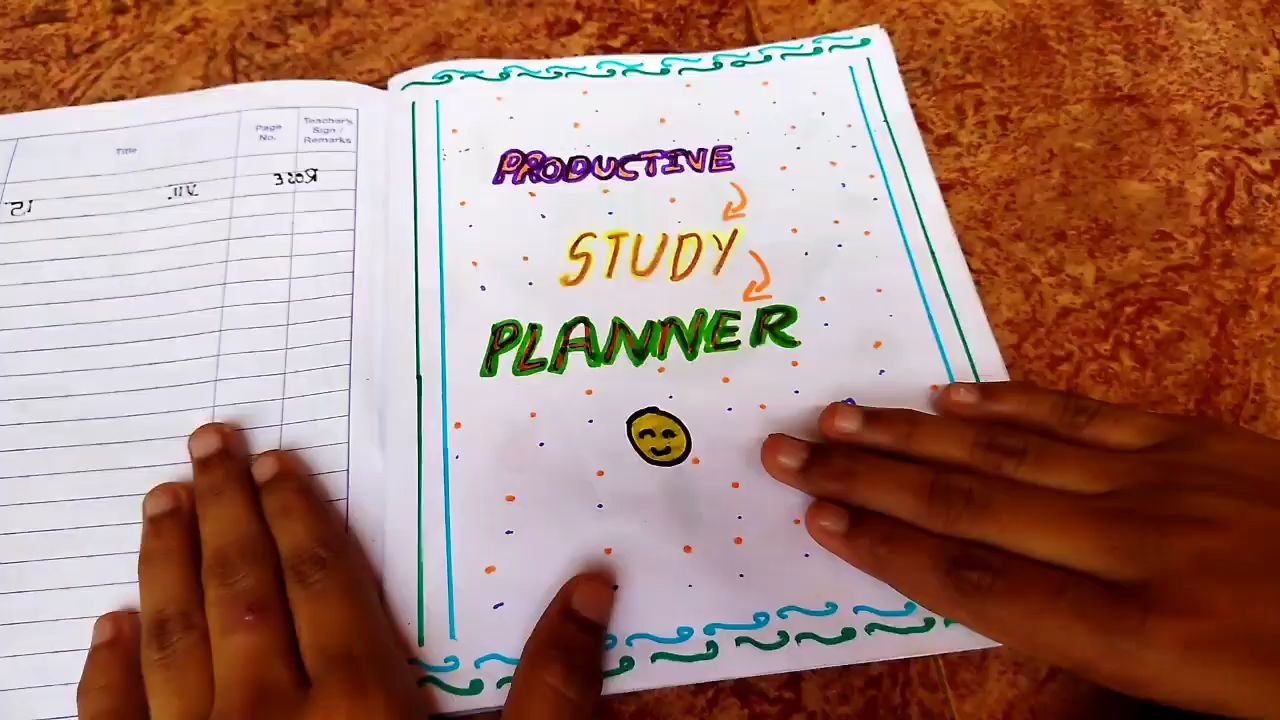 Title
Page No.
Teacher's Sign / Remarks
PRODUCTIVE
STUDY
PLANNER